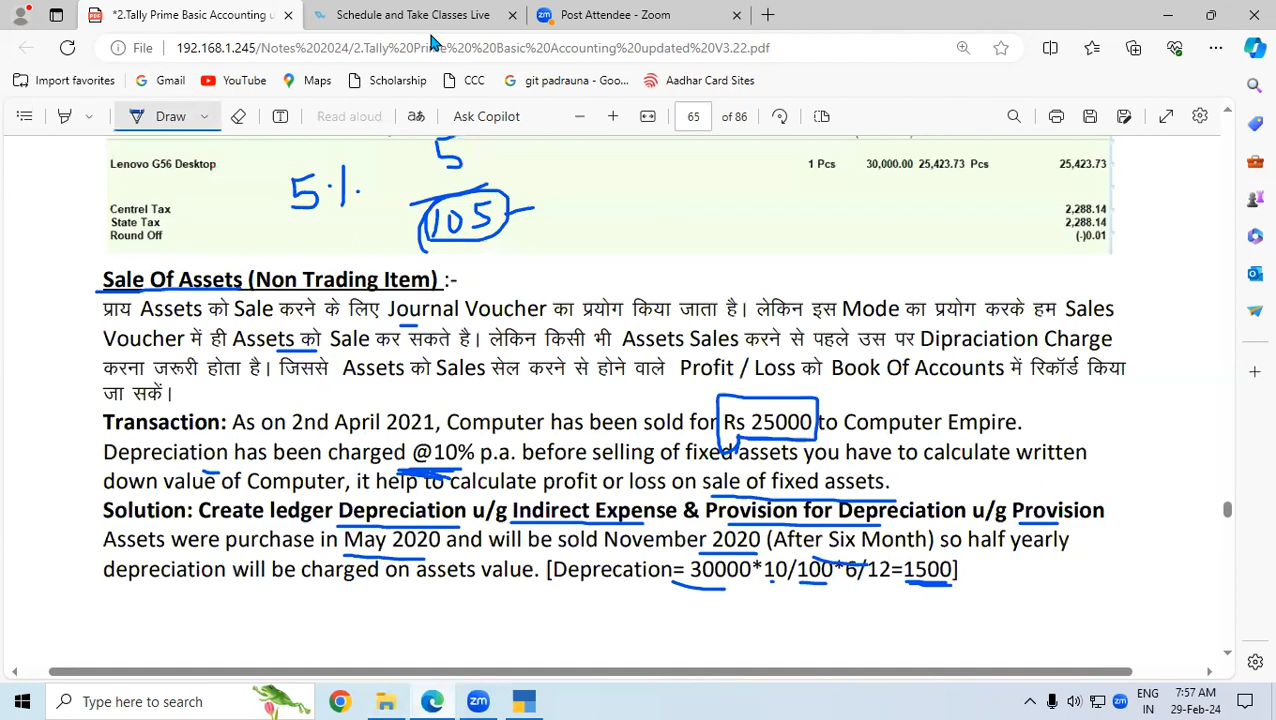 *2.Tally Prime Basic Accounting u
Schedule and Take Classes Live
zm Post Attendee - Zoom
File 192.168.1.245/Notes%202024/2.Tally%20Prime%20%20Basic%20Accounting%20updated%20V3.22.pdf
Import favorites Gmail YouTube Maps Scholarship CCC git padrauna - Goo... Aadhar Card Sites
Draw Read aloud aあ Ask Copilot 65 of 86
Lenovo G56 Desktop 1 Pcs 30,000.00 25,423.73 Pcs 25,423.73
5% 5
105
Centrel Tax 2,288.14
State Tax 2,288.14
Round Off (-)0.01
Sale Of Assets (Non Trading Item) :-
प्राय Assets को Sale करने के लिए Journal Voucher का प्रयोग किया जाता है। लेकिन इस Mode का प्रयोग करके हम Sales
Voucher में ही Assets को Sale कर सकते है। लेकिन किसी भी Assets Sales करने से पहले उस पर Dipraciation Charge
करना जरूरी होता है। जिससे Assets को Sales सेल करने से होने वाले Profit / Loss को Book Of Accounts में रिकॉर्ड किया
जा सकें।
Transaction: As on 2nd April 2021, Computer has been sold for Rs 25000 to Computer Empire.
Depreciation has been charged @10% p.a. before selling of fixed assets you have to calculate written
down value of Computer, it help to calculate profit or loss on sale of fixed assets.
Solution: Create ledger Depreciation u/g Indirect Expense & Provision for Depreciation u/g Provision
Assets were purchase in May 2020 and will be sold November 2020 (After Six Month) so half yearly
depreciation will be charged on assets value. [Deprecation= 30000*10/100*6/12=1500]
Type here to search zm zm ENG 7:57 AM
IN 29-Feb-24